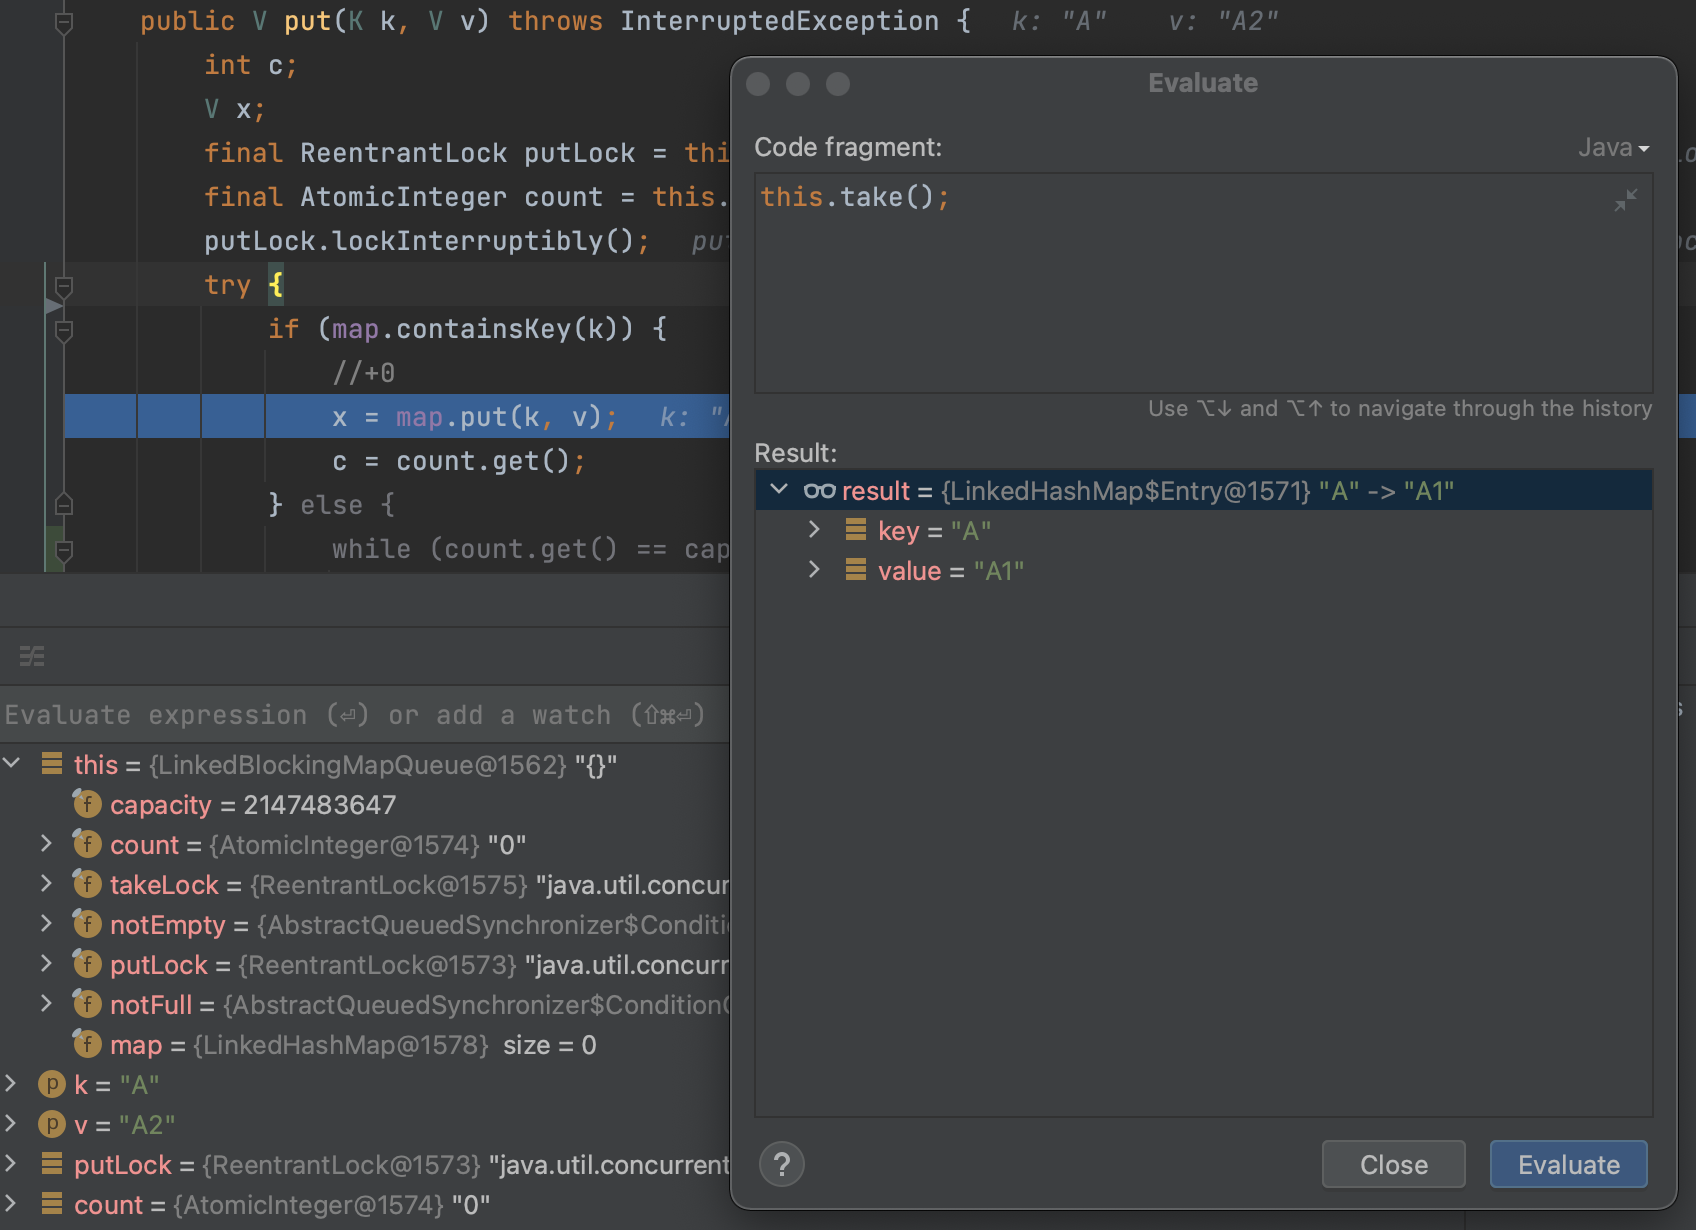 public V put(K k, V v) throws InterruptedException {   k: "A"    v: "A2"
int c;
V x;
final ReentrantLock putLock = thi
final AtomicInteger count = this.
putLock.lockInterruptibly();   put
try {
if (map.containsKey(k)) {
//+0
x = map.put(k, v);   k: "A
c = count.get();
} else {
while (count.get() == cap
Evaluate expression (⏎) or add a watch (⇧⌘⏎)
this = {LinkedBlockingMapQueue@1562} "{}"
f capacity = 2147483647
f count = {AtomicInteger@1574} "0"
f takeLock = {ReentrantLock@1575} "java.util.concur
f notEmpty = {AbstractQueuedSynchronizer$Conditi
f putLock = {ReentrantLock@1573} "java.util.concurr
f notFull = {AbstractQueuedSynchronizer$Condition
f map = {LinkedHashMap@1578} size = 0
p k = "A"
p v = "A2"
putLock = {ReentrantLock@1573} "java.util.concurrent
count = {AtomicInteger@1574} "0"
Evaluate
Code fragment:
Java
this.take();
Use ⌥↓ and ⌥↑ to navigate through the history
Result:
result = {LinkedHashMap$Entry@1571} "A" -> "A1"
key = "A"
value = "A1"
?
Close
Evaluate